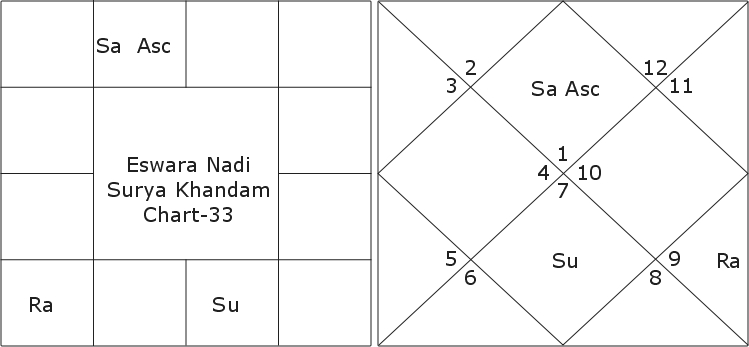 Sa Asc
Eswara Nadi
Surya Khandam
Chart-33
Ra
Su
2
12
3
11
Sa Asc
1
4
10
7
5
9
6
8
Su
Ra